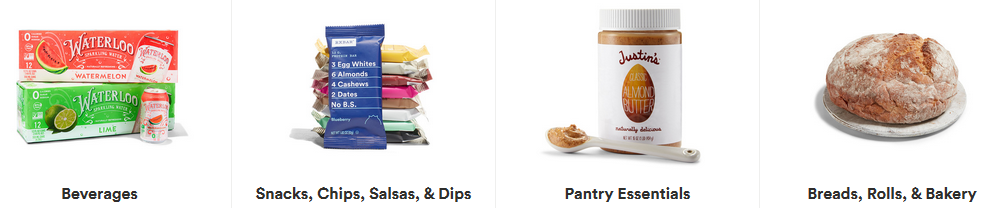 WATERLOO
SPARKLING WATER
WATERMELON
12
WATERLOO
SPARKLING WATER
LIME
12
Beverages
RXBAR
3 Egg Whites
6 Almonds
4 Cashews
2 Dates
No B.S.
Blueberry
Snacks, Chips, Salsas, & Dips
Justin's
CLASSIC
ALMOND
BUTTER
naturally delicious
Pantry Essentials
Breads, Rolls, & Bakery